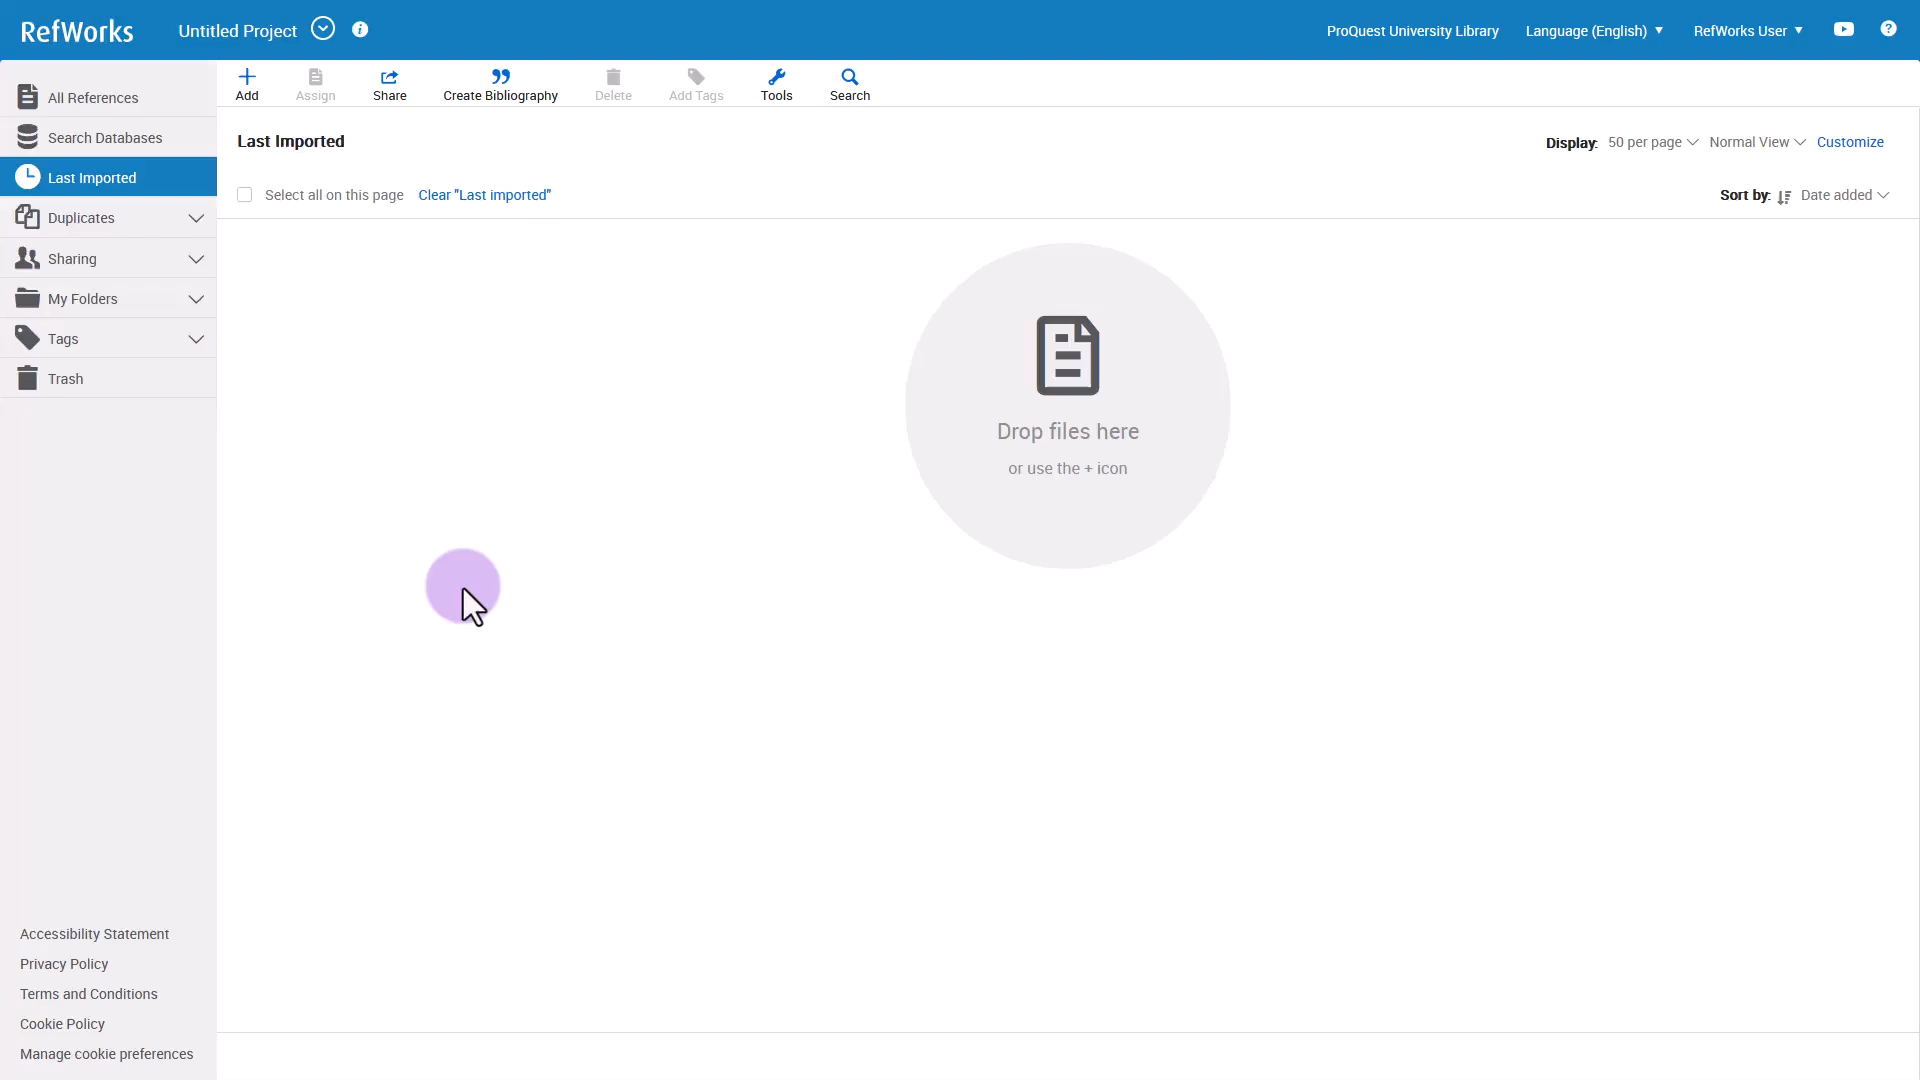 RefWorks
Untitled Project
ProQuest University Library
Language (English)
RefWorks User
Add
Assign
Share
Create Bibliography
Delete
Add Tags
Tools
Search
All References
Search Databases
Last Imported
Duplicates
Sharing
My Folders
Tags
Trash
Last Imported
Display: 50 per page Normal View Customize
Select all on this page Clear "Last imported"
Sort by: Date added
Drop files here
or use the + icon
Accessibility Statement
Privacy Policy
Terms and Conditions
Cookie Policy
Manage cookie preferences